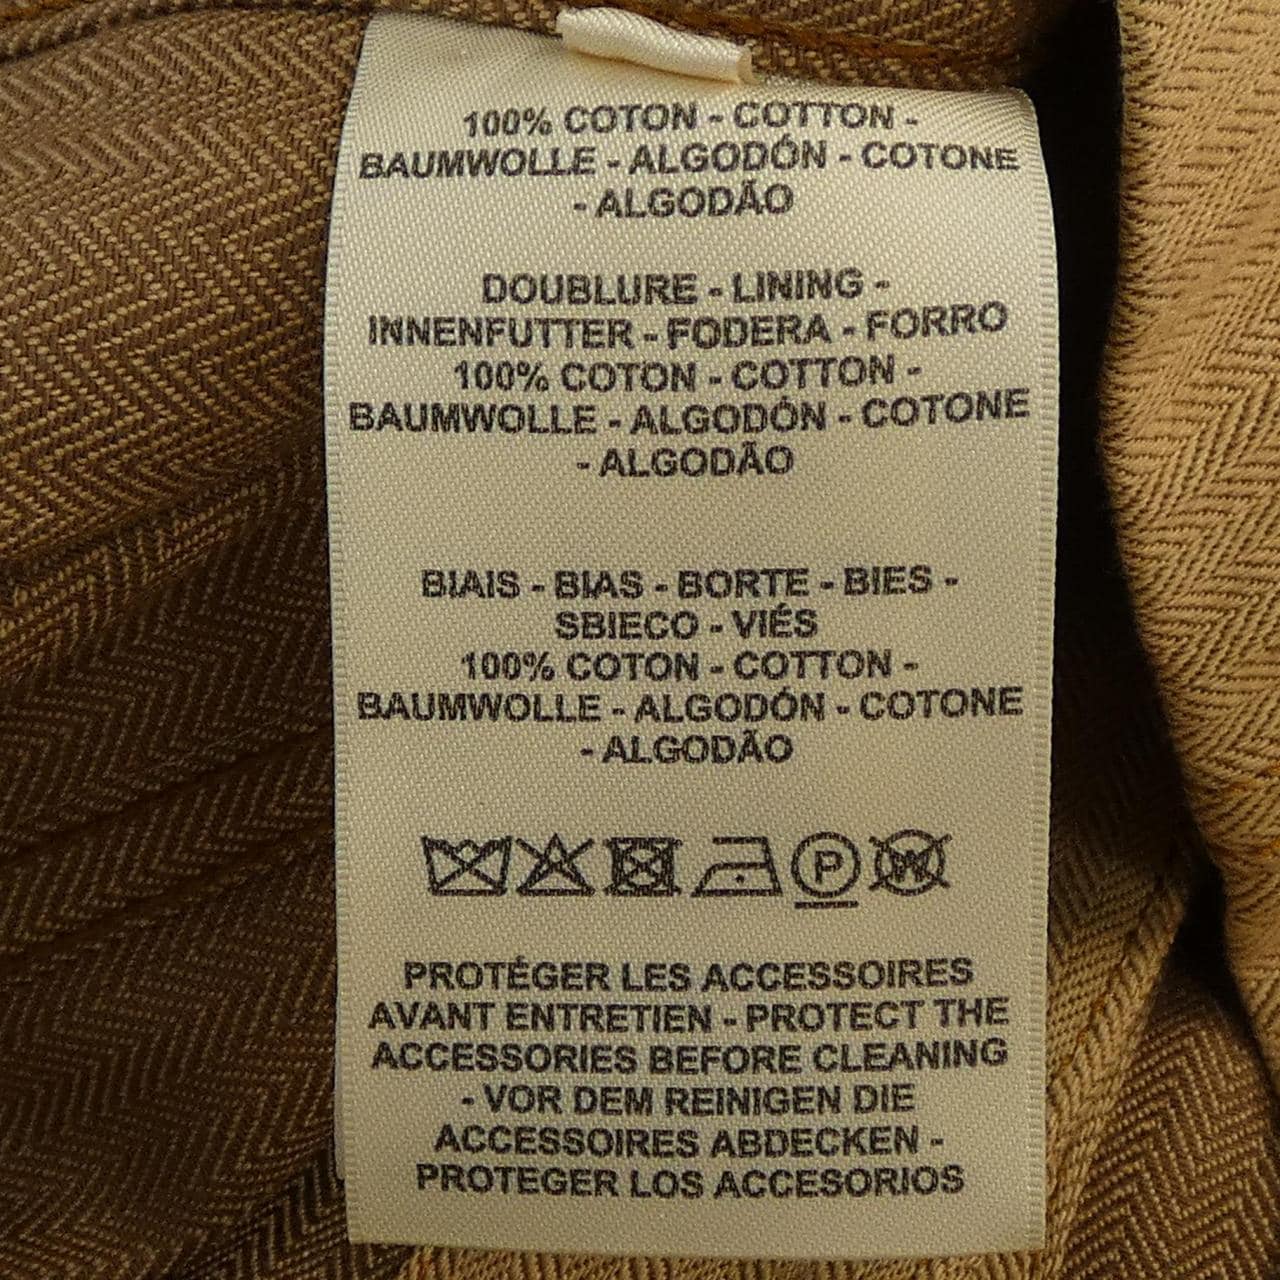 100% COTON - COTTON -
BAUMWOLLE - ALGODÓN - COTONE
- ALGODÃO
DOUBLURE - LINING -
INNENFUTTER - FODERA - FORRO
100% COTON - COTTON -
BAUMWOLLE - ALGODÓN - COTONE
- ALGODÃO
BIAIS - BIAS - BORTE - BIES -
SBIECO - VIÉS
100% COTON - COTTON -
BAUMWOLLE - ALGODÓN - COTONE
- ALGODÃO
P W
PROTÉGER LES ACCESSOIRES
AVANT ENTRETIEN - PROTECT THE
ACCESSORIES BEFORE CLEANING
- VOR DEM REINIGEN DIE
ACCESSOIRES ABDECKEN -
PROTEGER LOS ACCESORIOS